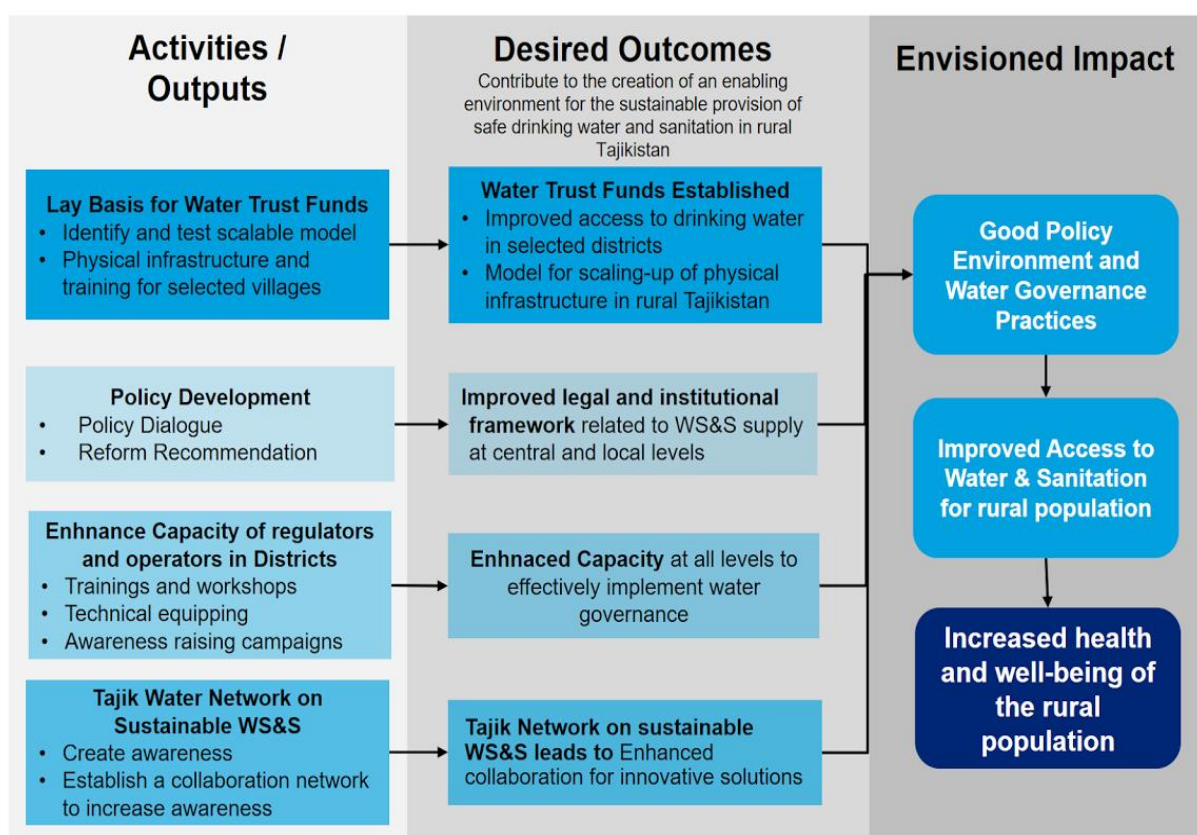 Activities /
Outputs
Lay Basis for Water Trust Funds
• Identify and test scalable model
• Physical infrastructure and
training for selected villages
Policy Development
• Policy Dialogue
• Reform Recommendation
Enhnance Capacity of regulators
and operators in Districts
• Trainings and workshops
• Technical equipping
• Awareness raising campaigns
Tajik Water Network on
Sustainable WS&S
• Create awareness
• Establish a collaboration network
to increase awareness
Desired Outcomes
Contribute to the creation of an enabling
environment for the sustainable provision of
safe drinking water and sanitation in rural
Tajikistan
Water Trust Funds Established
• Improved access to drinking water
in selected districts
• Model for scaling-up of physical
infrastructure in rural Tajikistan
Improved legal and institutional
framework related to WS&S supply
at central and local levels
Enhnaced Capacity at all levels to
effectively implement water
governance
Tajik Network on sustainable
WS&S leads to Enhanced
collaboration for innovative solutions
Envisioned Impact
Good Policy
Environment and
Water Governance
Practices
Improved Access to
Water & Sanitation
for rural population
Increased health
and well-being of
the rural
population